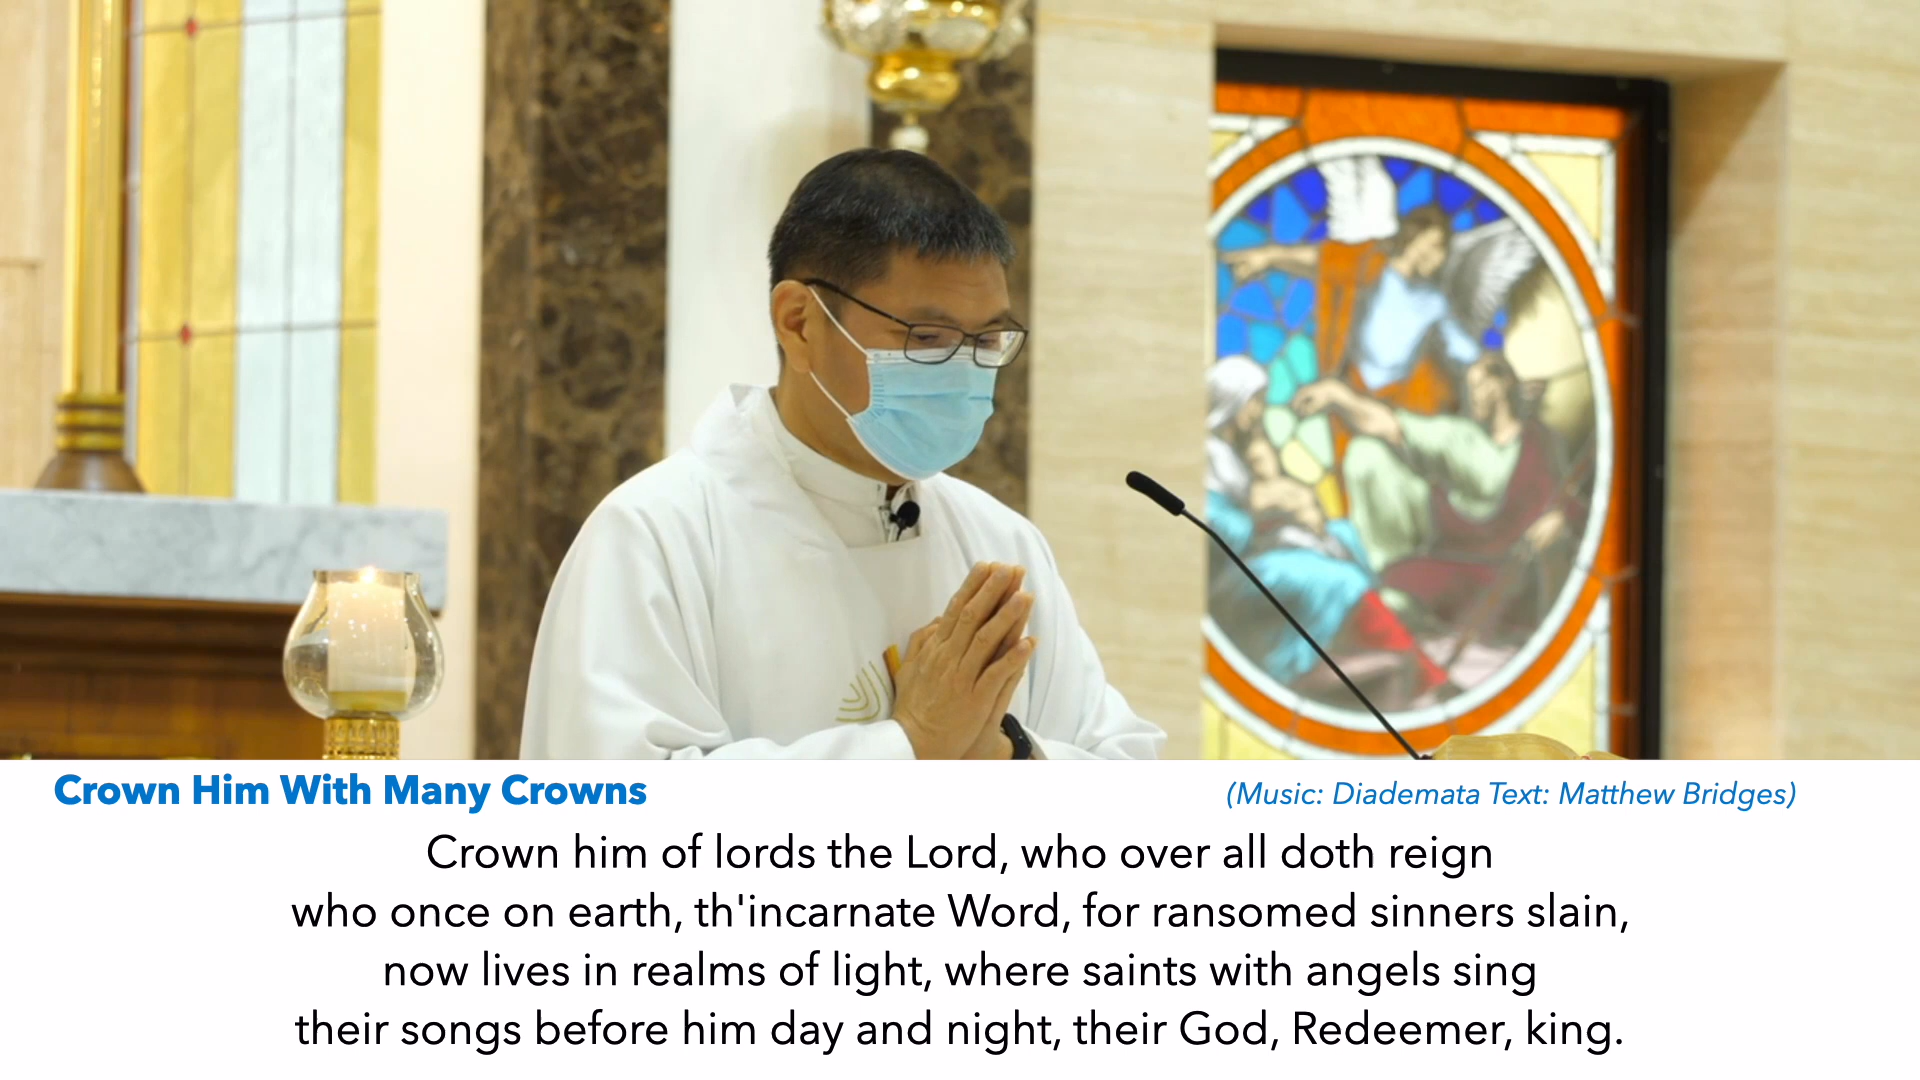 Crown Him With Many Crowns
(Music: Diademata Text: Matthew Bridges)
Crown him of lords the Lord, who over all doth reign
who once on earth, th'incarnate Word, for ransomed sinners slain,
now lives in realms of light, where saints with angels sing
their songs before him day and night, their God, Redeemer, king.